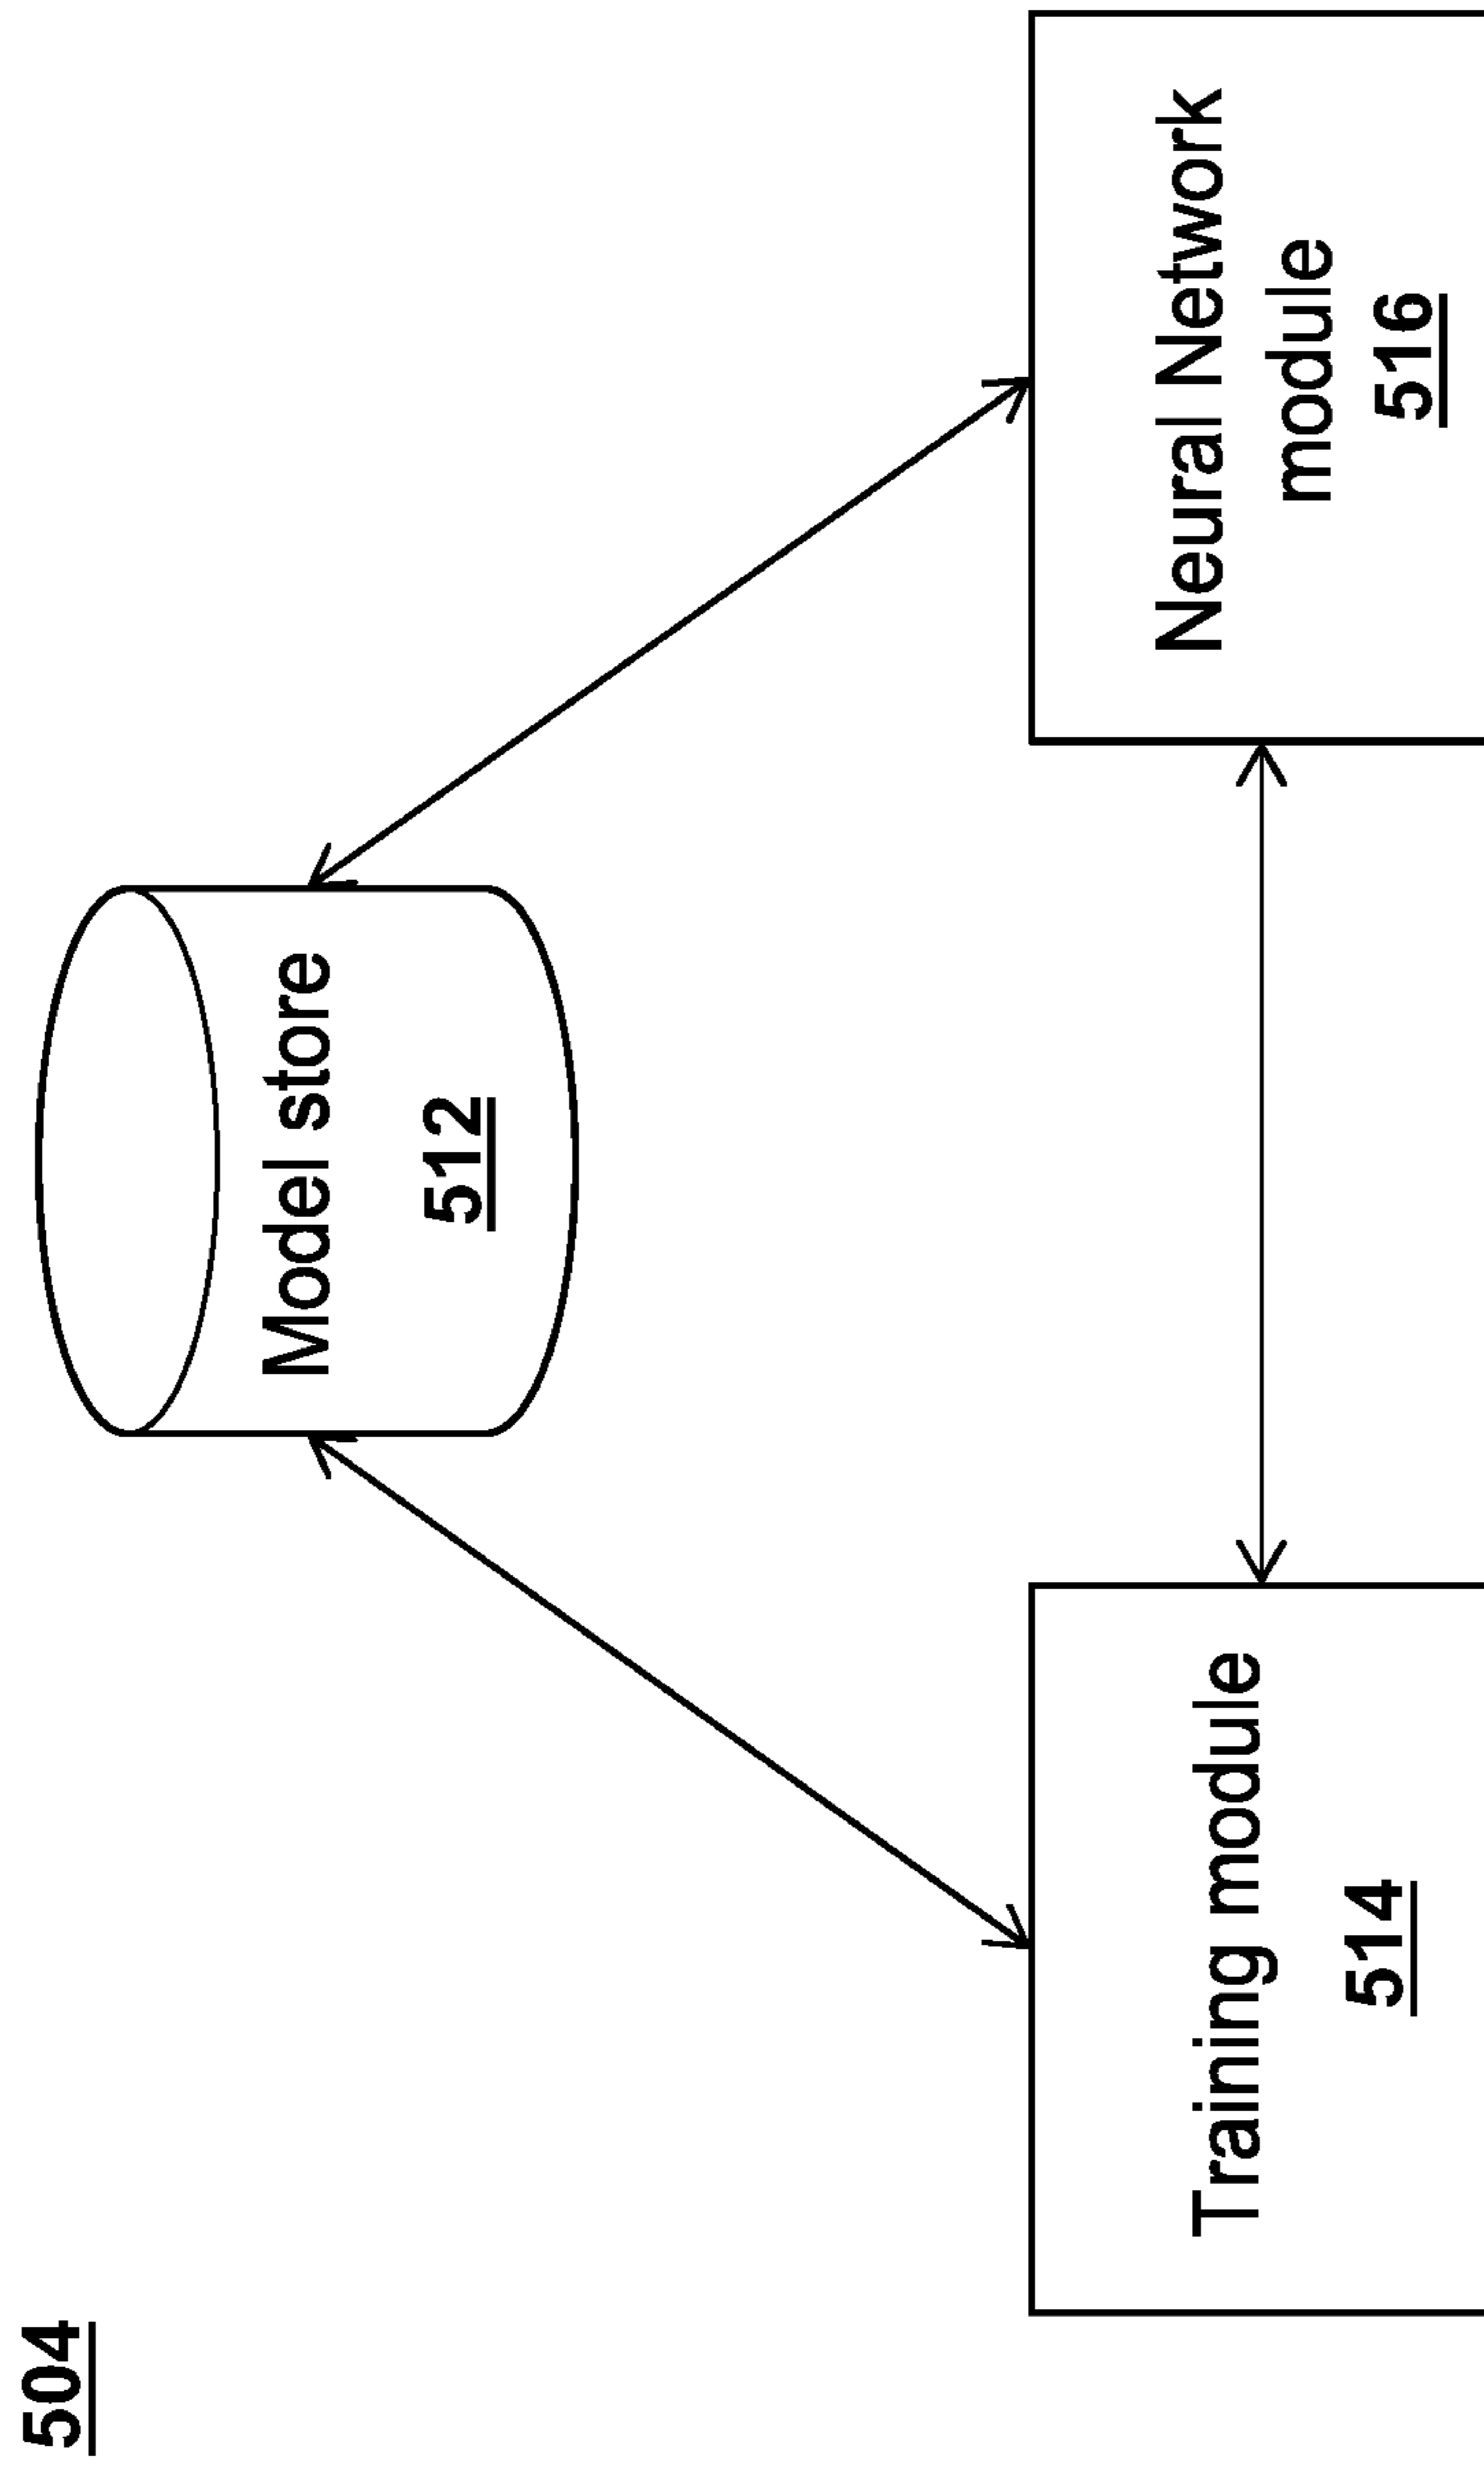 504
Model store
512
Training module
514
Neural Network
module
516